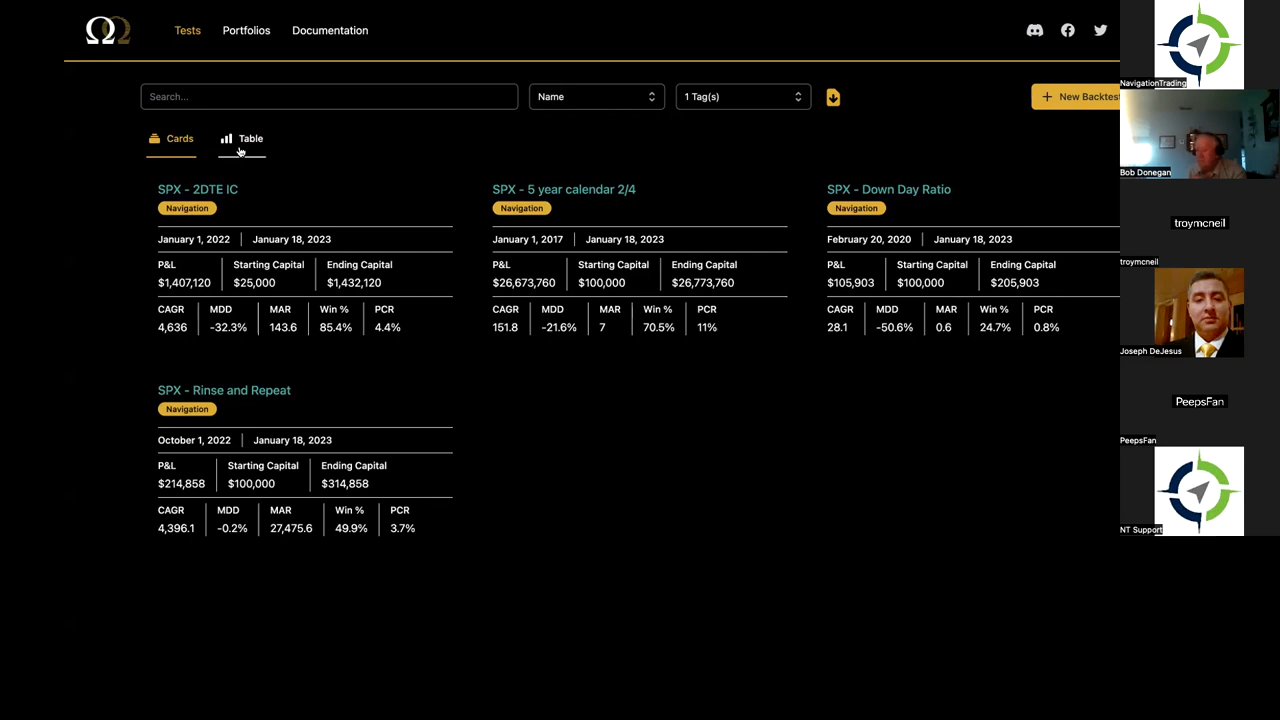 Tests
Portfolios
Documentation
Search...
Name
1 Tag(s)
+ New Backtest
Cards
Table
SPX - 2DTE IC
Navigation
January 1, 2022
January 18, 2023
P&L
Starting Capital
Ending Capital
$1,407,120
$25,000
$1,432,120
CAGR
MDD
MAR
Win %
PCR
4,636
-32.3%
143.6
85.4%
4.4%
SPX - 5 year calendar 2/4
Navigation
January 1, 2017
January 18, 2023
P&L
Starting Capital
Ending Capital
$26,673,760
$100,000
$26,773,760
CAGR
MDD
MAR
Win %
PCR
151.8
-21.6%
7
70.5%
11%
SPX - Down Day Ratio
Navigation
February 20, 2020
January 18, 2023
P&L
Starting Capital
Ending Capital
$105,903
$100,000
$205,903
CAGR
MDD
MAR
Win %
PCR
28.1
-50.6%
0.6
24.7%
0.8%
SPX - Rinse and Repeat
Navigation
October 1, 2022
January 18, 2023
P&L
Starting Capital
Ending Capital
$214,858
$100,000
$314,858
CAGR
MDD
MAR
Win %
PCR
4,396.1
-0.2%
27,475.6
49.9%
3.7%
NavigationTrading
Bob Donegan
troymcneil
troymcneil
Joseph DeJesus
PeepsFan
PeepsFan
NT Support